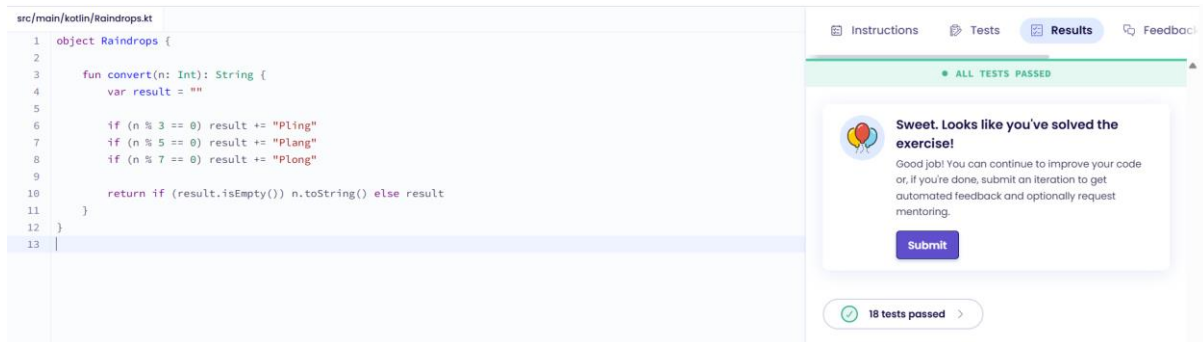 src/main/kotlin/Raindrops.kt
1 object Raindrops {
2
3     fun convert(n: Int): String {
4         var result = ""
5
6         if (n % 3 == 0) result += "Pling"
7         if (n % 5 == 0) result += "Plang"
8         if (n % 7 == 0) result += "Plong"
9
10         return if (result.isEmpty()) n.toString() else result
11     }
12 }
13
Instructions
Tests
Results
Feedback
ALL TESTS PASSED
Sweet. Looks like you've solved the
exercise!
Good job! You can continue to improve your code
or, if you're done, submit an iteration to get
automated feedback and optionally request
mentoring.
Submit
18 tests passed